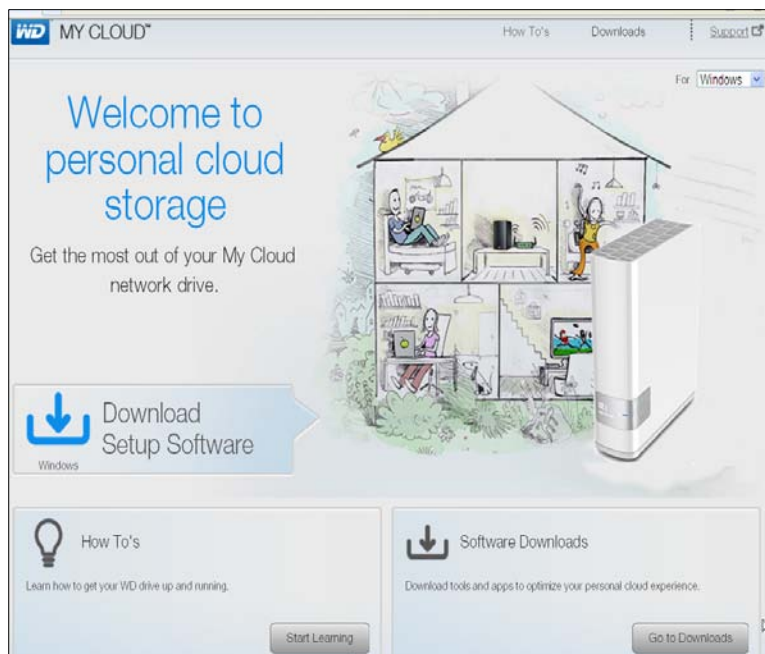 WD MY CLOUD™
How To's
Downloads
Support
For Windows
Welcome to
personal cloud
storage
Get the most out of your My Cloud
network drive.
Download
Setup Software
Windows
How To's
Learn how to get your WD drive up and running.
Start Learning
Software Downloads
Download tools and apps to optimize your personal cloud experience.
Go to Downloads